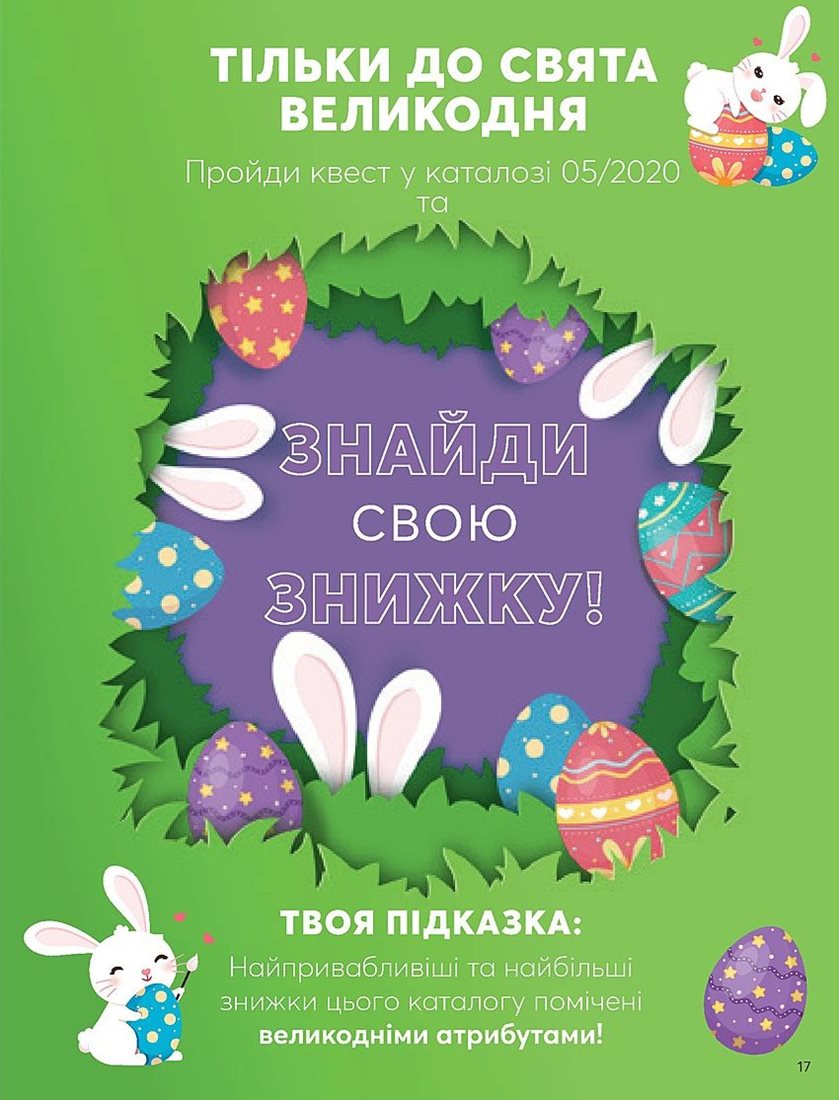 ТІЛЬКИ ДО СВЯТА
ВЕЛИКОДНЯ
Пройди квест у каталозі 05/2020
та
ЗНАЙДИ
СВОЮ
ЗНИЖКУ!
ТВОЯ ПІДКАЗКА:
Найпривабливіші та найбільші
знижки цього каталогу помічені
великодніми атрибутами!
17